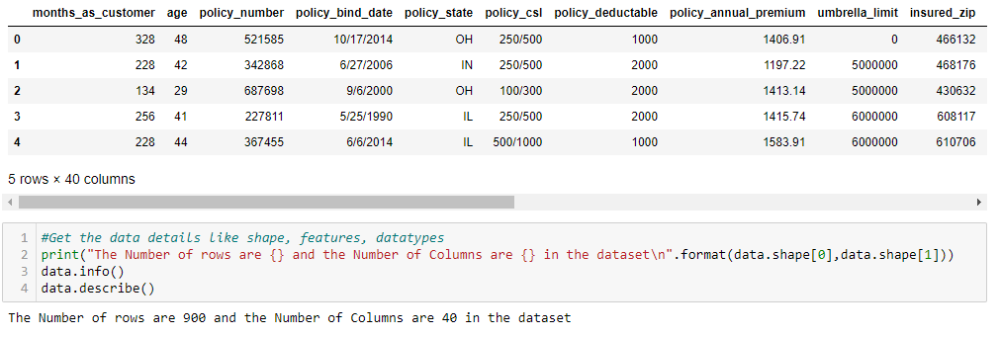 months_as_customer age policy_number policy_bind_date policy_state policy_csl policy_deductable policy_annual_premium umbrella_limit insured_zip
0 328 48 521585 10/17/2014 OH 250/500 1000 1406.91 0 466132
1 228 42 342868 6/27/2006 IN 250/500 2000 1197.22 5000000 468176
2 134 29 687698 9/6/2000 OH 100/300 2000 1413.14 5000000 430632
3 256 41 227811 5/25/1990 IL 250/500 2000 1415.74 6000000 608117
4 228 44 367455 6/6/2014 IL 500/1000 1000 1583.91 6000000 610706
5 rows × 40 columns
1 #Get the data details like shape, features, datatypes
2 print("The Number of rows are {} and the Number of Columns are {} in the dataset\n".format(data.shape[0],data.shape[1]))
3 data.info()
4 data.describe()
The Number of rows are 900 and the Number of Columns are 40 in the dataset